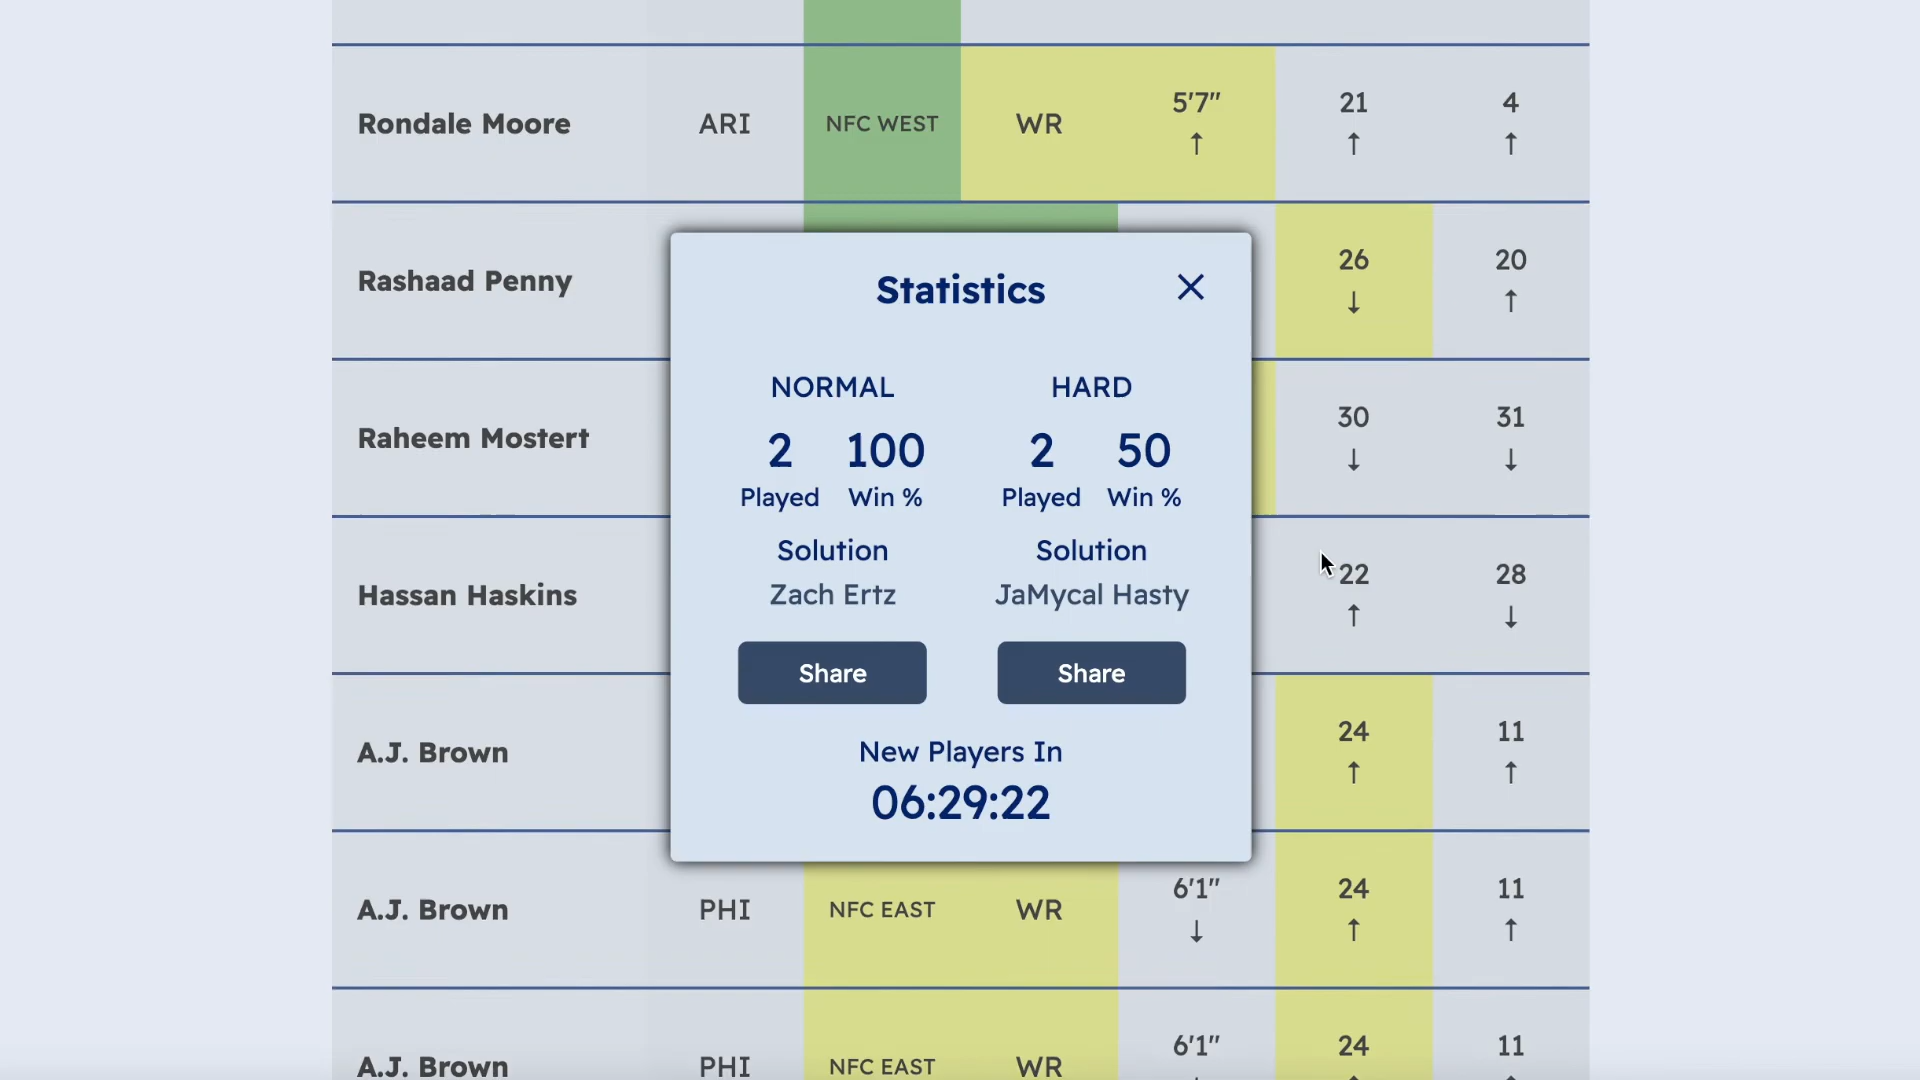 Rondale Moore ARI NFC WEST WR 5'7" 21 4
↑ ↑ ↑
Rashaad Penny 26 20
↓ ↑
Raheem Mostert 30 31
↓ ↓
Hassan Haskins 22 28
↑ ↓
A.J. Brown 24 11
↑ ↑
A.J. Brown PHI NFC EAST WR 6'1" 24 11
↓ ↑ ↑
A.J. Brown PHI NFC EAST WR 6'1" 24 11
Statistics
NORMAL HARD
2 100 2 50
Played Win % Played Win %
Solution Solution
Zach Ertz JaMycal Hasty
Share Share
New Players In
06:29:22